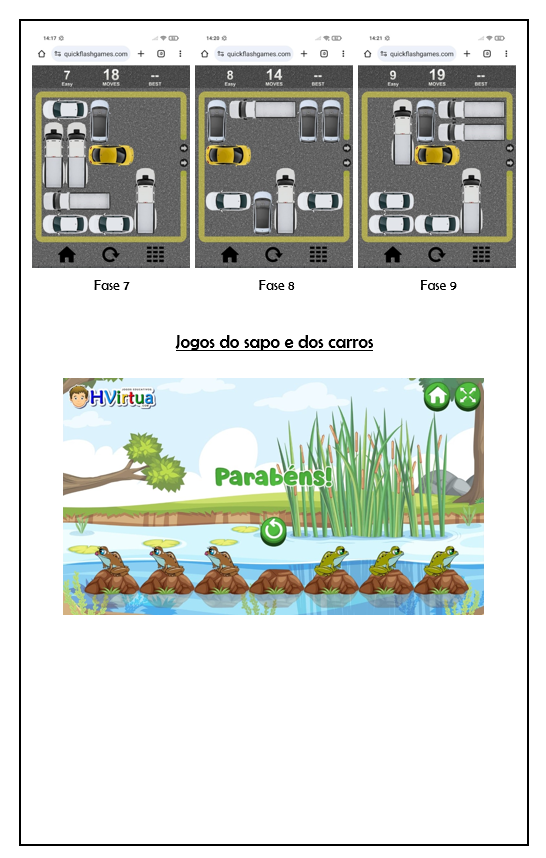 14:17
quickflashgames.com
7 18 --
Easy MOVES BEST
14:20
quickflashgames.com
8 14 --
Easy MOVES BEST
14:21
quickflashgames.com
9 19 --
Easy MOVES BEST
Fase 7
Fase 8
Fase 9
Jogos do sapo e dos carros
HVirtua
Parabéns!